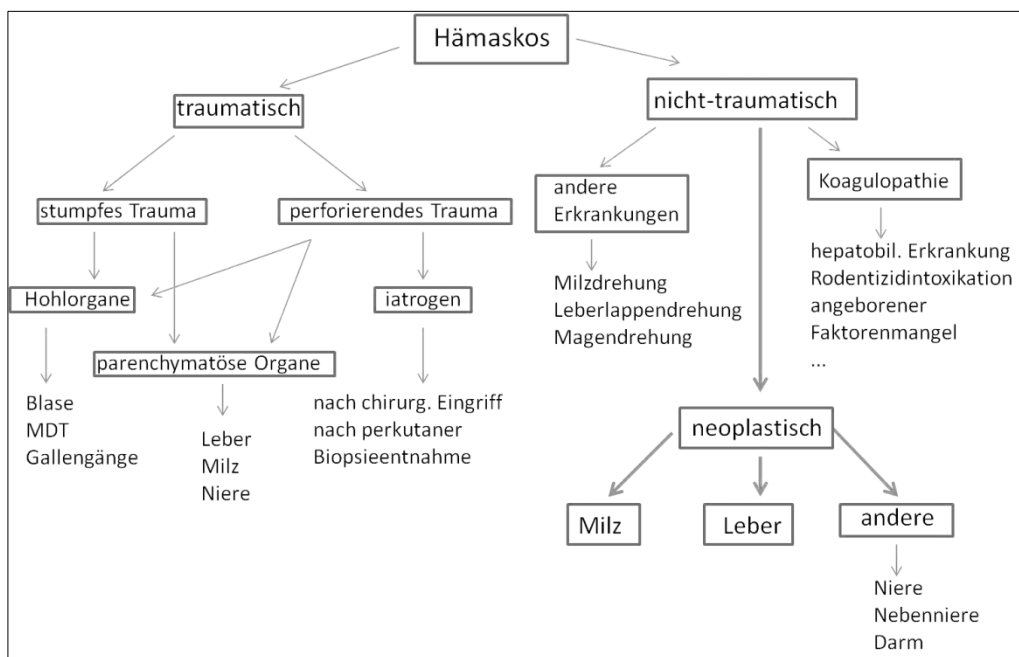 Hämaskos
traumatisch
nicht-traumatisch
stumpfes Trauma
perforierendes Trauma
andere
Erkrankungen
Koagulopathie
Hohlorgane
iatrogen
Milzdrehung
Leberlappendrehung
Magendrehung
hepatobil. Erkrankung
Rodentizidintoxikation
angeborener
Faktorenmangel
...
parenchymatöse Organe
Blase
MDT
Gallengänge
Leber
Milz
Niere
nach chirurg. Eingriff
nach perkutaner
Biopsieentnahme
neoplastisch
Milz
Leber
andere
Niere
Nebenniere
Darm